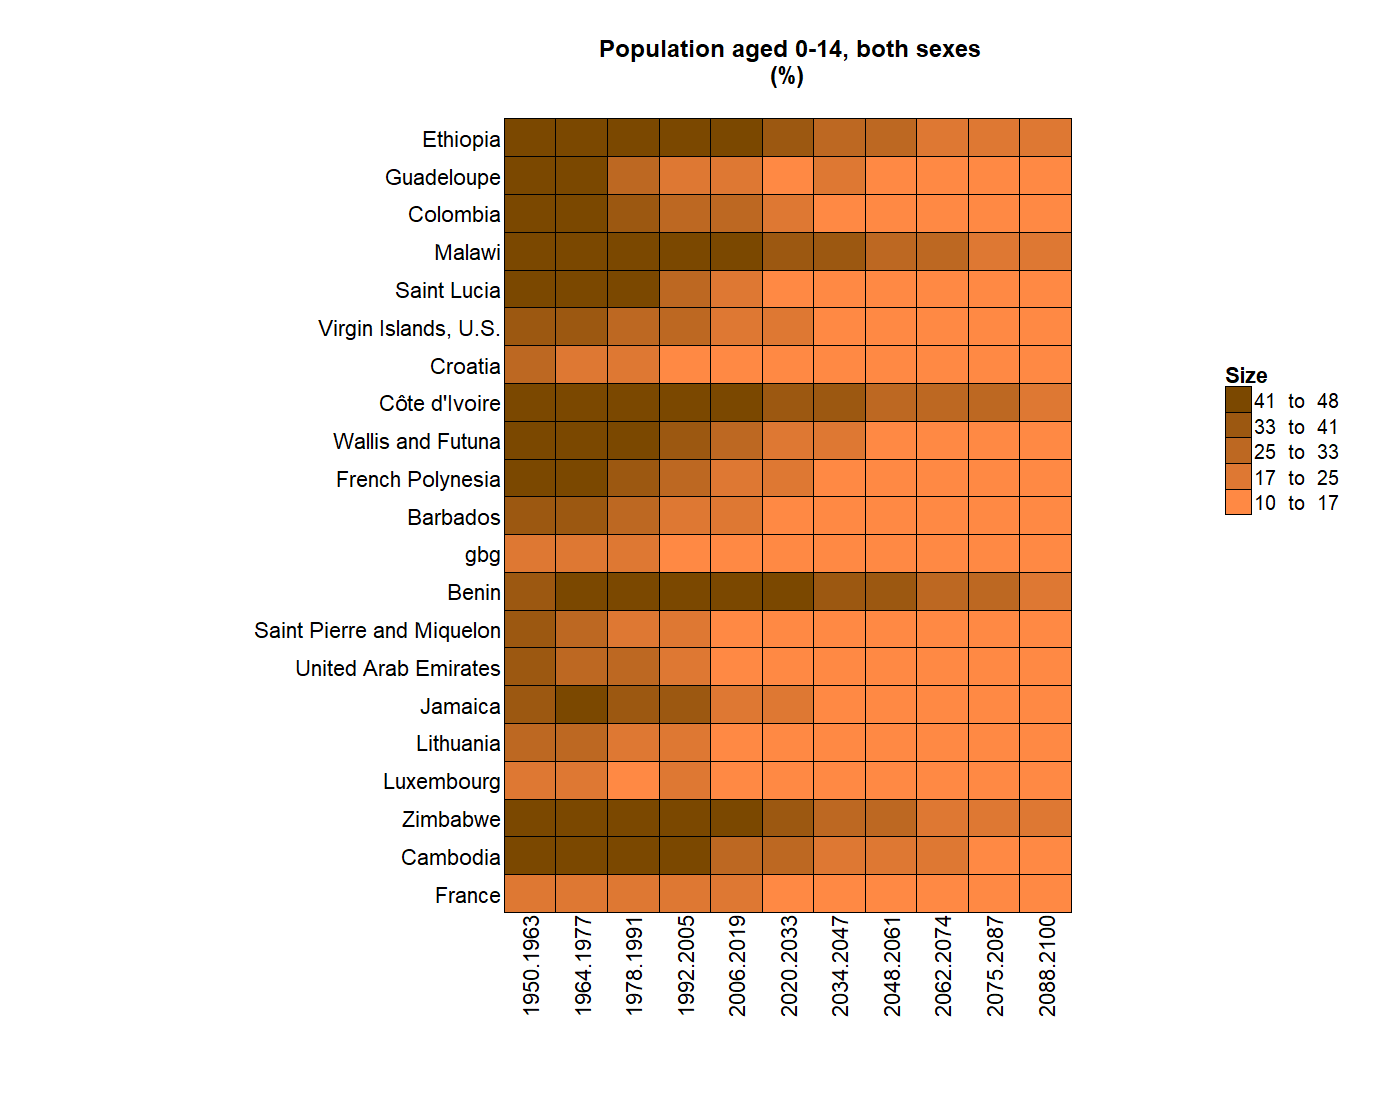 Population aged 0-14, both sexes
(%)
Ethiopia
Guadeloupe
Colombia
Malawi
Saint Lucia
Virgin Islands, U.S.
Croatia
Côte d'Ivoire
Wallis and Futuna
French Polynesia
Barbados
gbg
Benin
Saint Pierre and Miquelon
United Arab Emirates
Jamaica
Lithuania
Luxembourg
Zimbabwe
Cambodia
France
1950.1963
1964.1977
1978.1991
1992.2005
2006.2019
2020.2033
2034.2047
2048.2061
2062.2074
2075.2087
2088.2100
Size
41 to 48
33 to 41
25 to 33
17 to 25
10 to 17